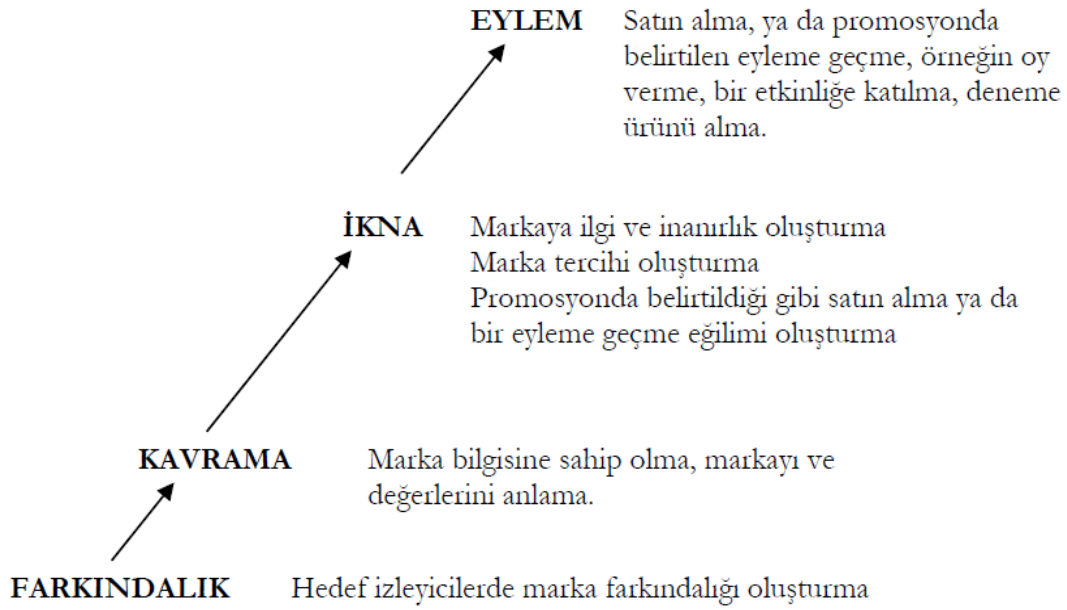 EYLEM Satın alma, ya da promosyonda
belirtilen eyleme geçme, örneğin oy
verme, bir etkinliğe katılma, deneme
ürünü alma.
İKNA Markaya ilgi ve inanırlık oluşturma
Marka tercihi oluşturma
Promosyonda belirtildiği gibi satın alma ya da
bir eyleme geçme eğilimi oluşturma
KAVRAMA Marka bilgisine sahip olma, markayı ve
değerlerini anlama.
FARKINDALIK Hedef izleyicilerde marka farkındalığı oluşturma